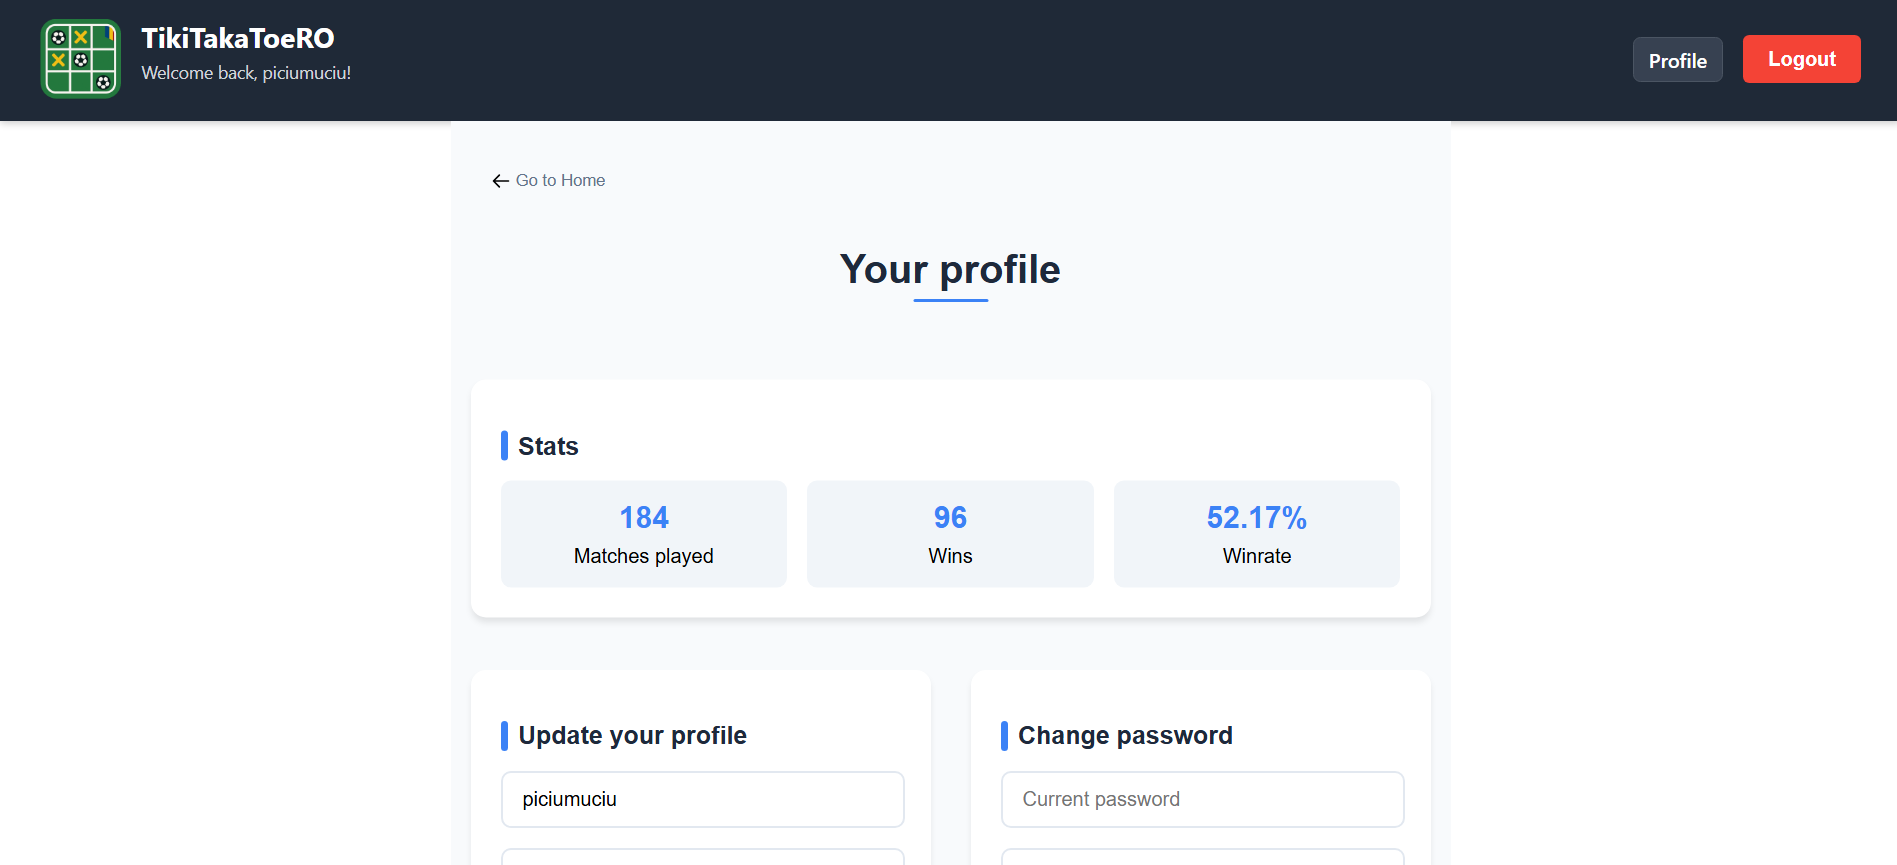 TikiTakaToeRO
Welcome back, piciumuciu!
Profile
Logout
Go to Home
Your profile
Stats
184
Matches played
96
Wins
52.17%
Winrate
Update your profile
piciumuciu
Change password
Current password